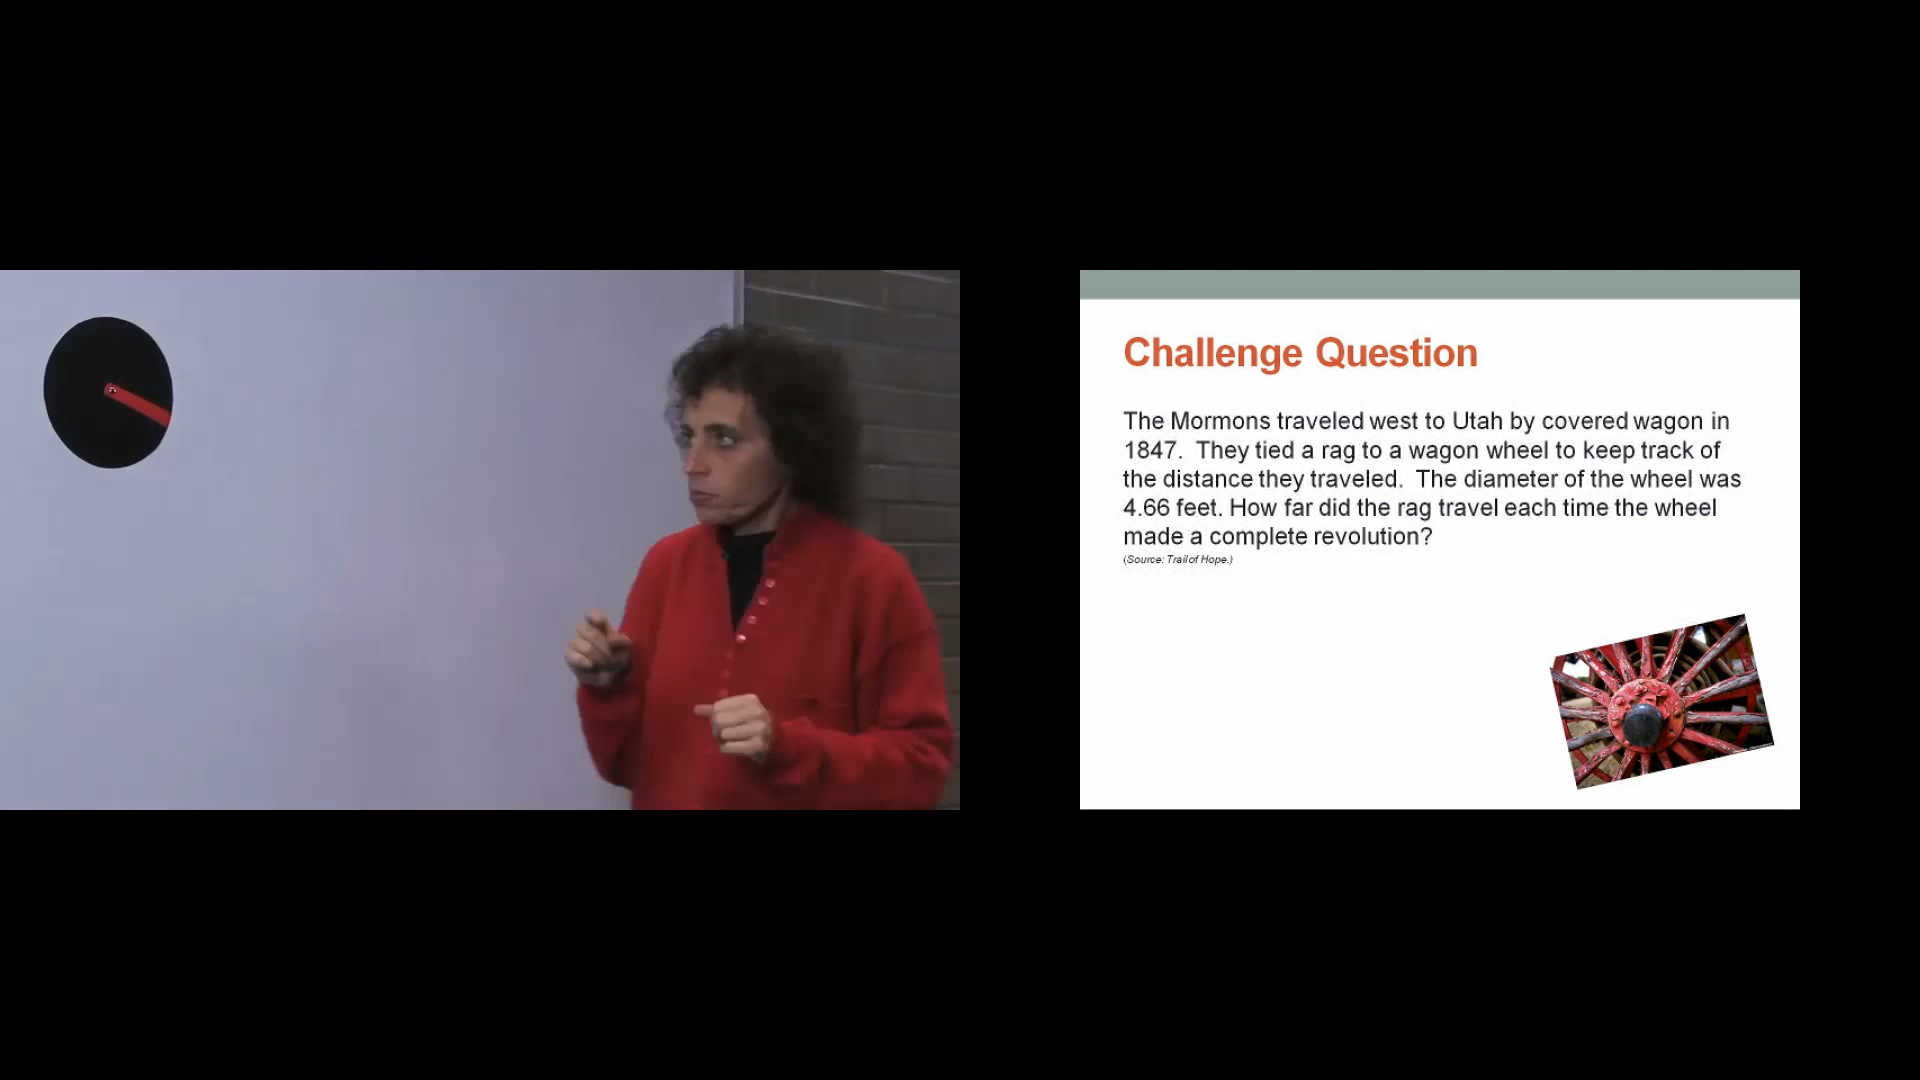 Challenge Question
The Mormons traveled west to Utah by covered wagon in
1847.  They tied a rag to a wagon wheel to keep track of
the distance they traveled.  The diameter of the wheel was
4.66 feet. How far did the rag travel each time the wheel
made a complete revolution?
(Source: Trail of Hope.)